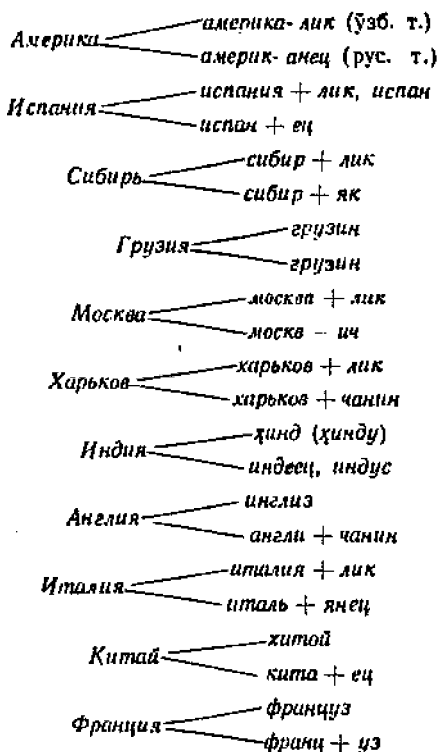 америка- лик (ўзб. т.)
Америка
америк- анец (рус. т.)
испания + лик, испан
Испания
испан + ец
сибир + лик
Сибирь
сибир + як
грузин
Грузия
грузин
москва + лик
Москва
москв — ич
харьков + лик
Харьков
харьков + чанин
ҳинд (ҳинду)
Индия
индеец, индус
инглиз
Англия
англи + чанин
италия + лик
Италия
италь + янец
хитой
Китай
кита + ец
француз
Франция
франц + уз